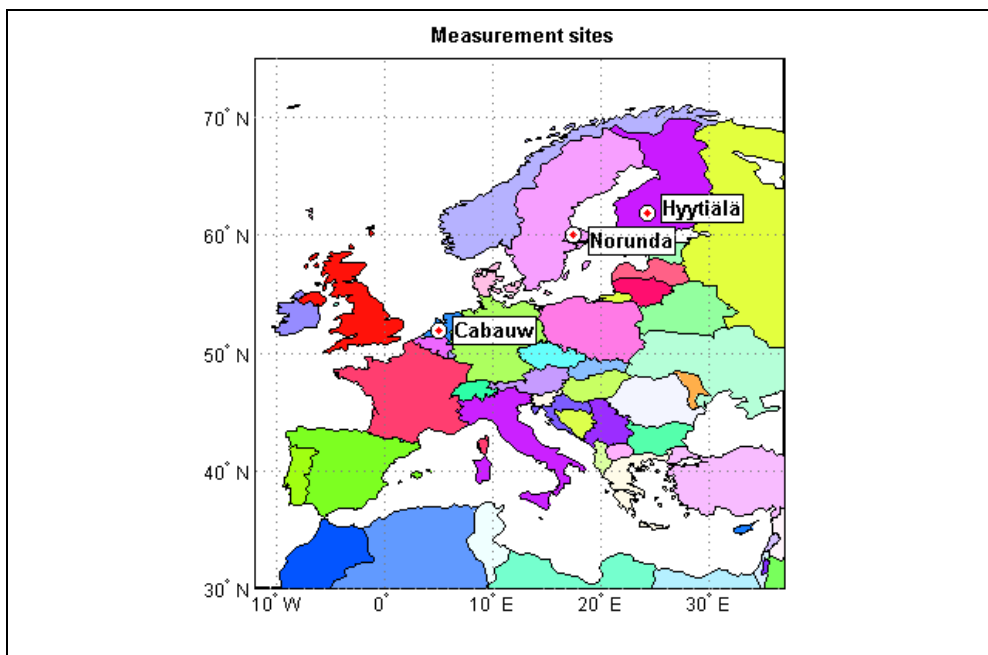 Measurement sites
70° N
Hyytiälä
60° N
Norunda
Cabauw
50° N
40° N
30° N
10° W
0°
10° E
20° E
30° E